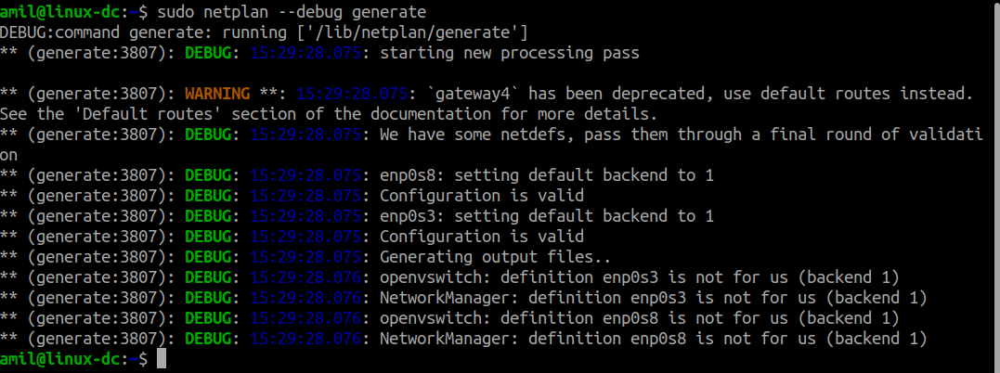 amil@linux-dc:~$ sudo netplan --debug generate
DEBUG:command generate: running ['/lib/netplan/generate']
** (generate:3807): DEBUG: 15:29:28.075: starting new processing pass

** (generate:3807): WARNING **: 15:29:28.075: `gateway4` has been deprecated, use default routes instead.
See the 'Default routes' section of the documentation for more details.
** (generate:3807): DEBUG: 15:29:28.075: We have some netdefs, pass them through a final round of validati
on
** (generate:3807): DEBUG: 15:29:28.075: enp0s8: setting default backend to 1
** (generate:3807): DEBUG: 15:29:28.075: Configuration is valid
** (generate:3807): DEBUG: 15:29:28.075: enp0s3: setting default backend to 1
** (generate:3807): DEBUG: 15:29:28.075: Configuration is valid
** (generate:3807): DEBUG: 15:29:28.075: Generating output files..
** (generate:3807): DEBUG: 15:29:28.076: openvswitch: definition enp0s3 is not for us (backend 1)
** (generate:3807): DEBUG: 15:29:28.076: NetworkManager: definition enp0s3 is not for us (backend 1)
** (generate:3807): DEBUG: 15:29:28.076: openvswitch: definition enp0s8 is not for us (backend 1)
** (generate:3807): DEBUG: 15:29:28.076: NetworkManager: definition enp0s8 is not for us (backend 1)
amil@linux-dc:~$